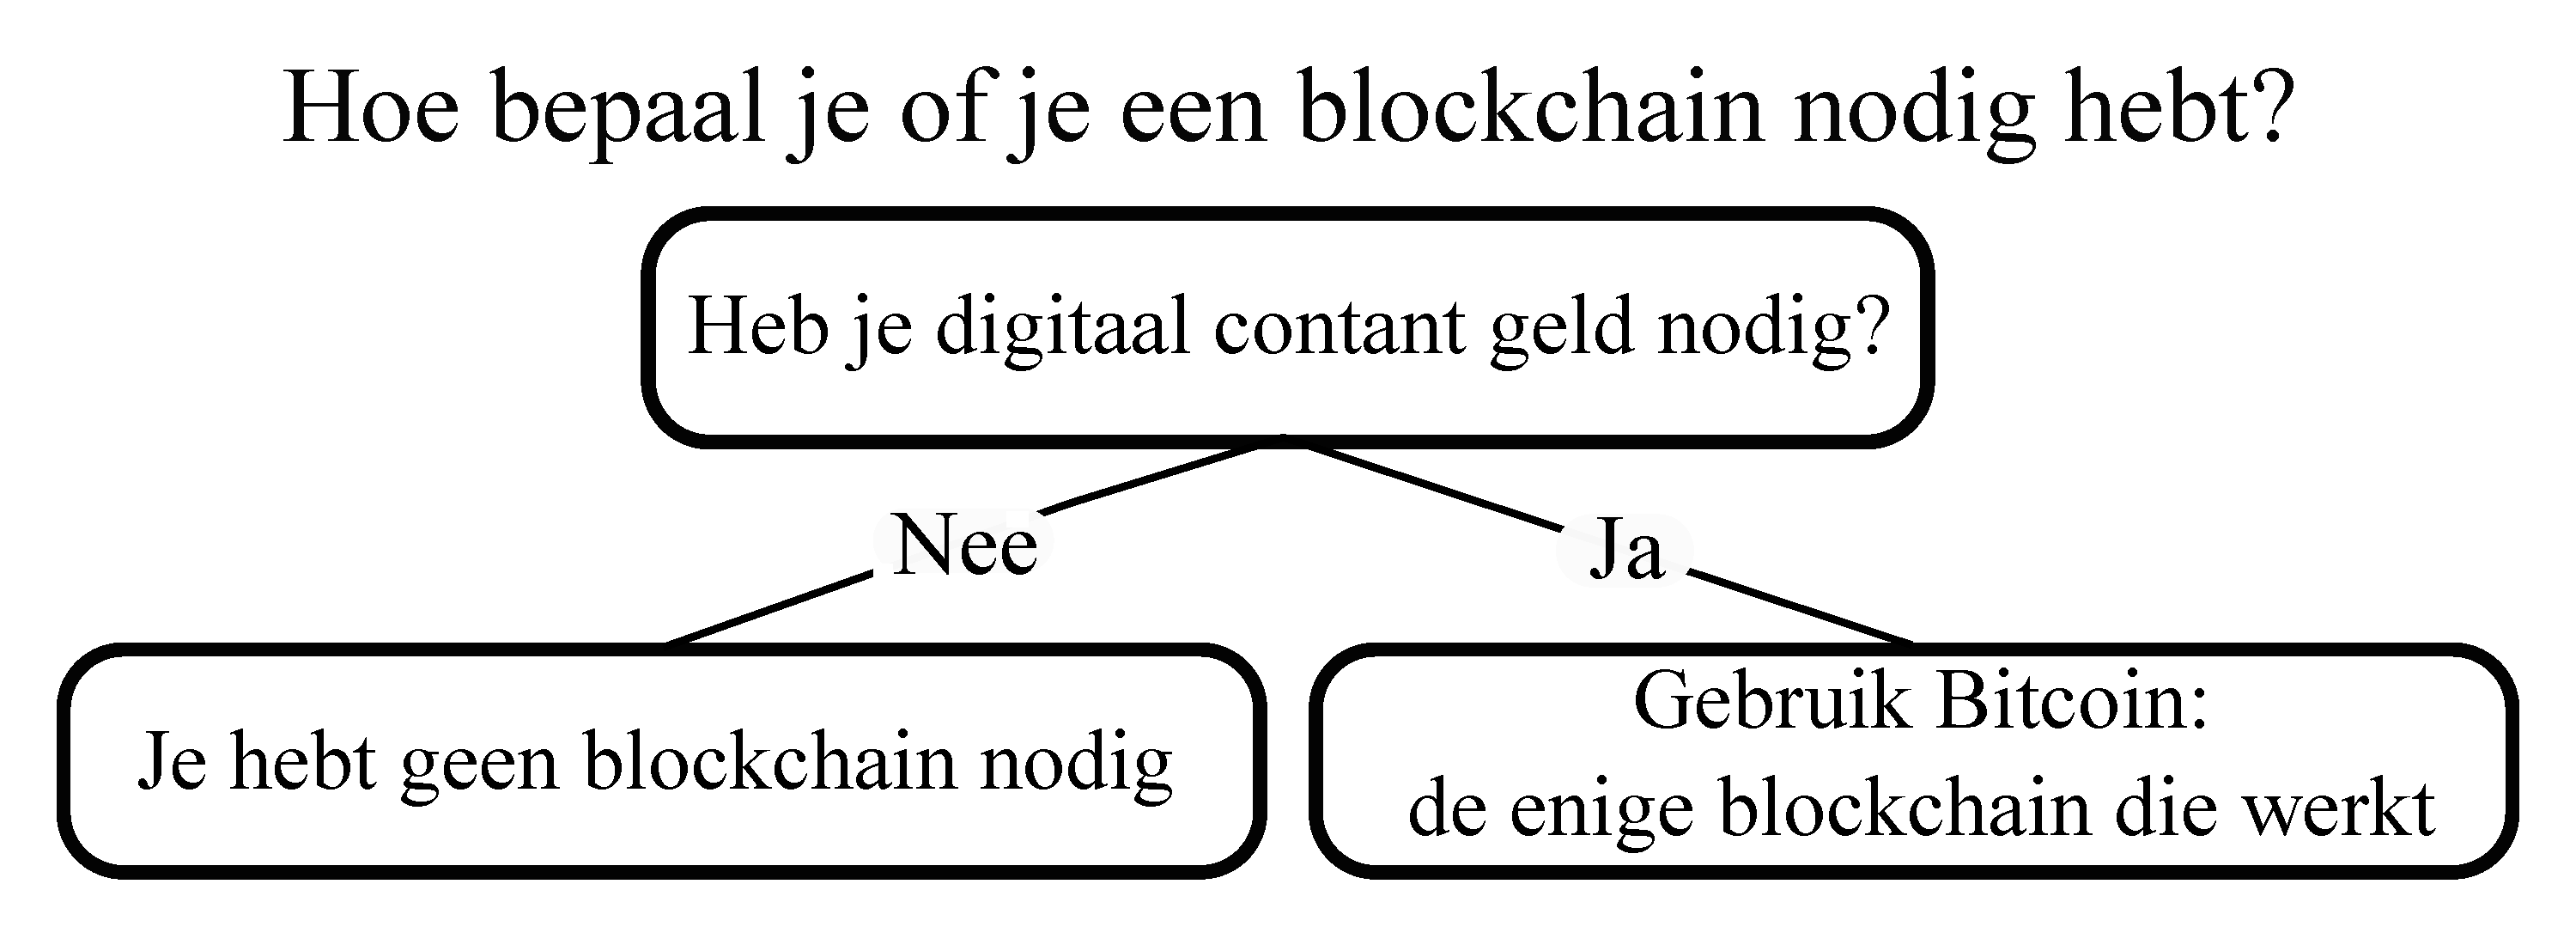 Hoe bepaal je of je een blockchain nodig hebt?
Heb je digitaal contant geld nodig?
Nee
Ja
Je hebt geen blockchain nodig
Gebruik Bitcoin:
de enige blockchain die werkt